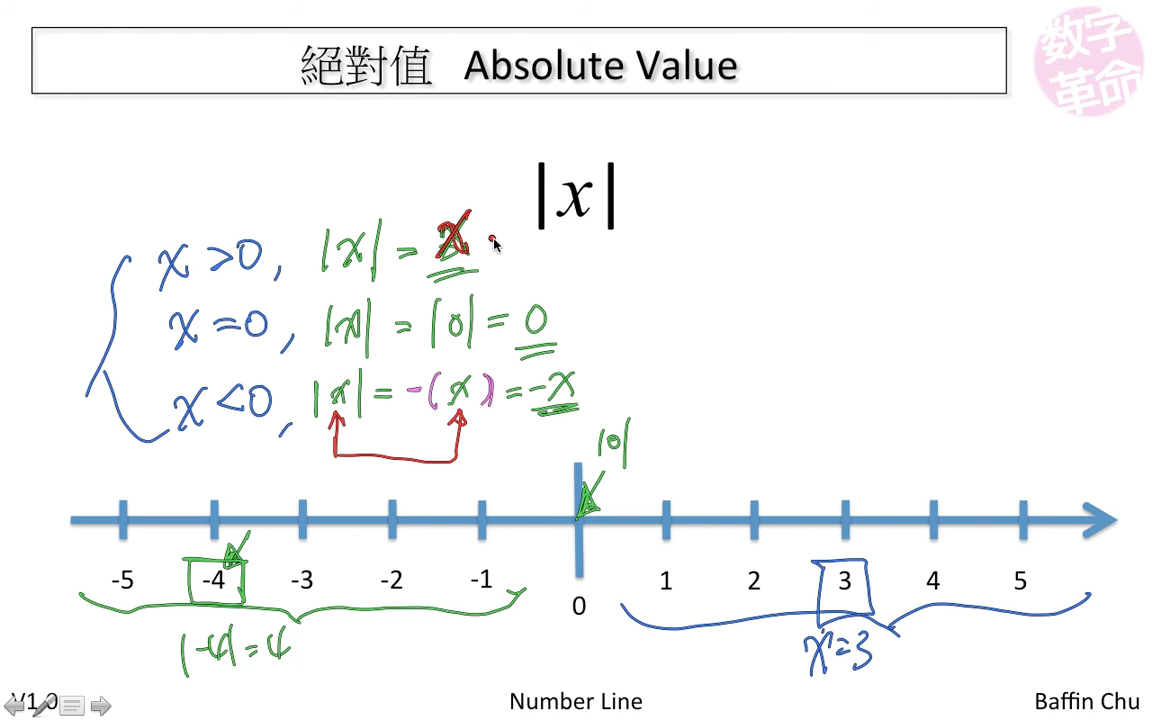 絕對值 Absolute Value
数字
革命
|x|
x > 0, |x| = x
x = 0, |x| = |0| = 0
x < 0, |x| = -(x) = -x
|0|
-5 -4 -3 -2 -1 0 1 2 3 4 5
|-4| = 4
x = 3
V1.0 Number Line Baffin Chu